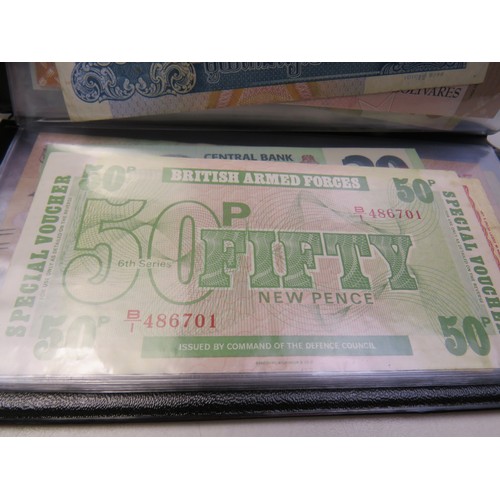 BOLIVARES
CENTRAL BANK
20
50P
BRITISH ARMED FORCES
50P
SPECIAL VOUCHER
B/1 486701
50P
6th Series
FIFTY
NEW PENCE
SPECIAL VOUCHER
B/1 486701
50P
50P
ISSUED BY COMMAND OF THE DEFENCE COUNCIL